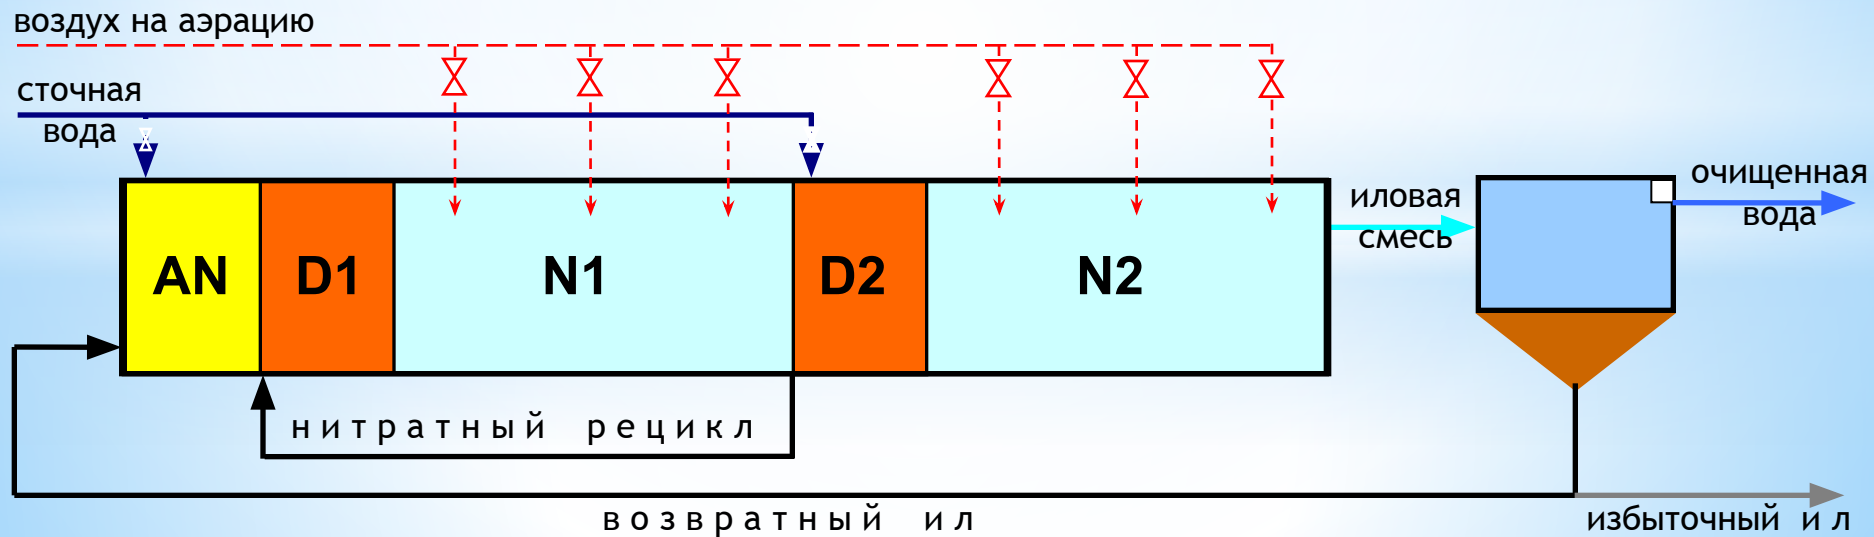 воздух на аэрацию
сточная
вода
очищенная
вода
иловая
смесь
AN D1 N1 D2 N2
нитратный рецикл
возвратный ил
избыточный ил